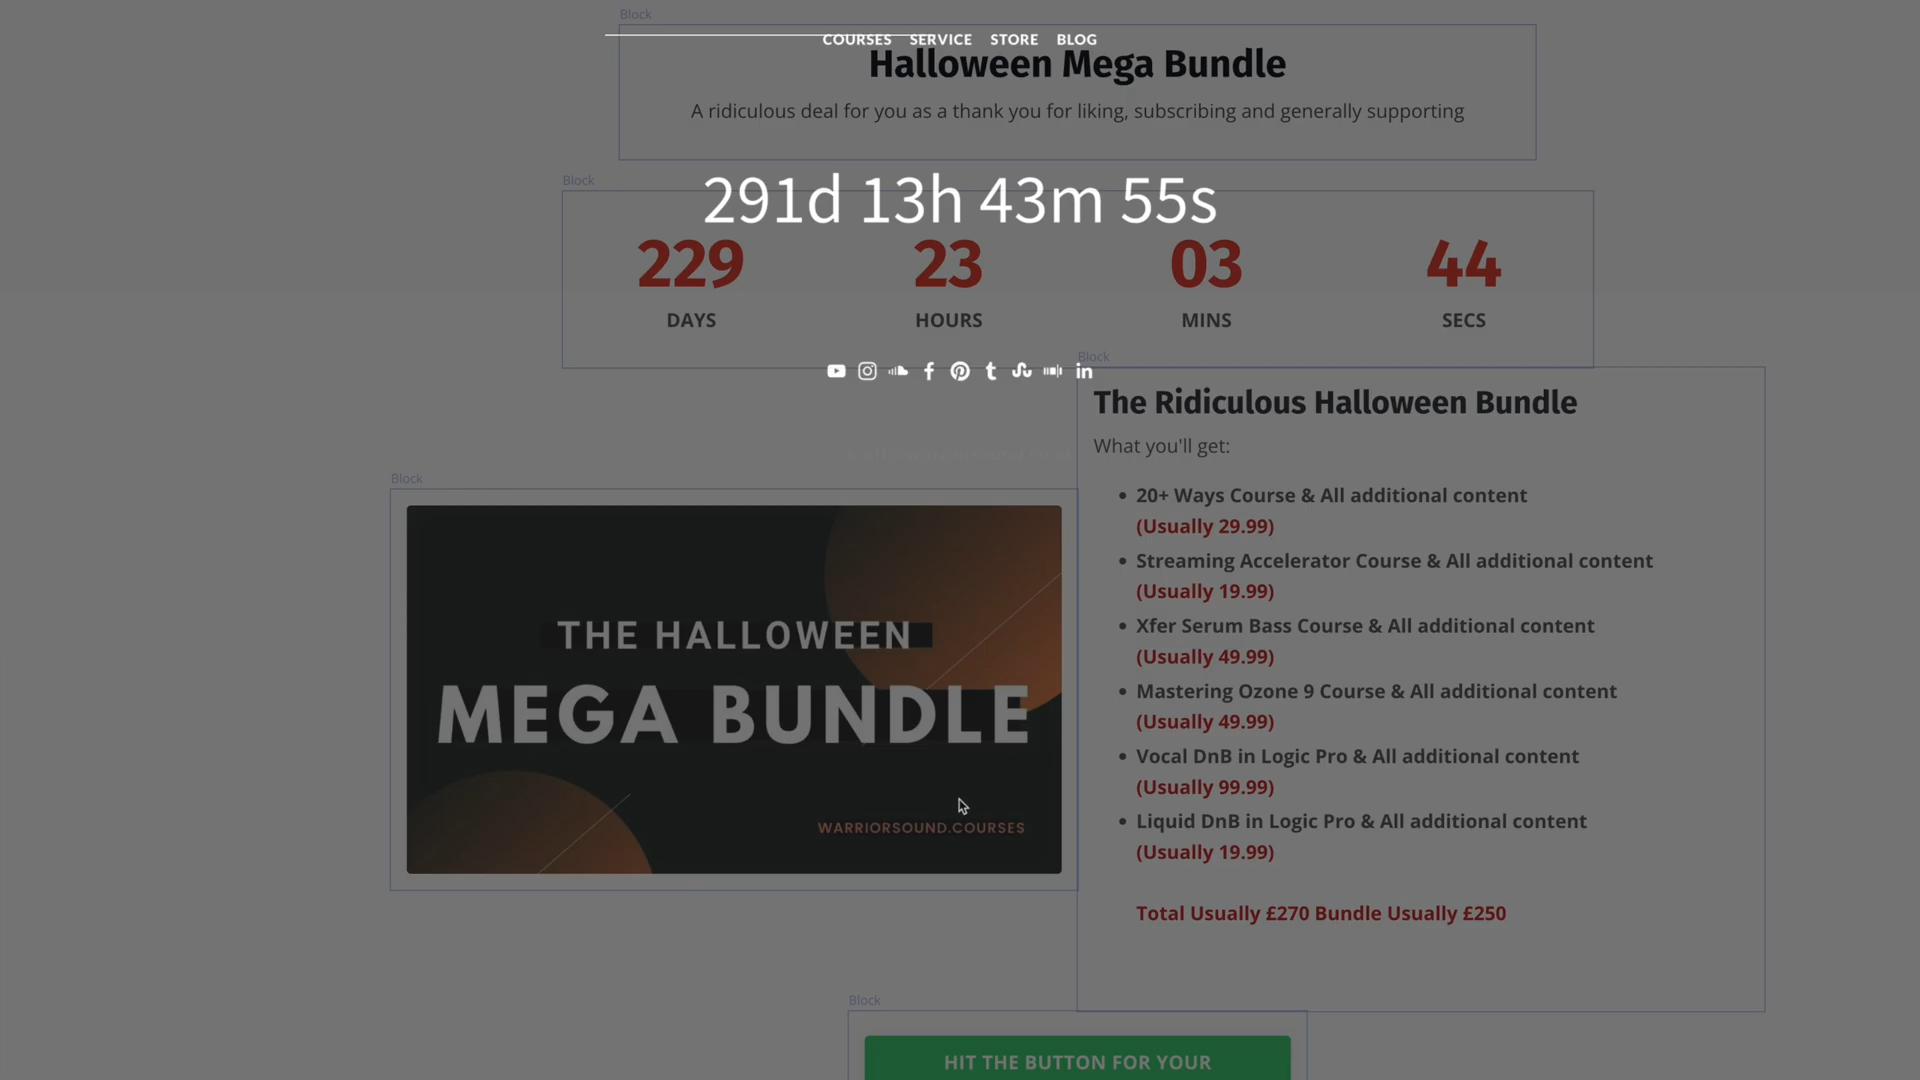 Block
COURSES SERVICE STORE BLOG
Halloween Mega Bundle
A ridiculous deal for you as a thank you for liking, subscribing and generally supporting
Block
291d 13h 43m 55s
229 23 03 44
DAYS HOURS MINS SECS
Block
The Ridiculous Halloween Bundle
What you'll get:
Block
• 20+ Ways Course & All additional content
(Usually 29.99)
• Streaming Accelerator Course & All additional content
(Usually 19.99)
• Xfer Serum Bass Course & All additional content
(Usually 49.99)
• Mastering Ozone 9 Course & All additional content
(Usually 49.99)
• Vocal DnB in Logic Pro & All additional content
(Usually 99.99)
• Liquid DnB in Logic Pro & All additional content
(Usually 19.99)
Total Usually £270 Bundle Usually £250
THE HALLOWEEN
MEGA BUNDLE
WARRIORSOUND.COURSES
Block
HIT THE BUTTON FOR YOUR